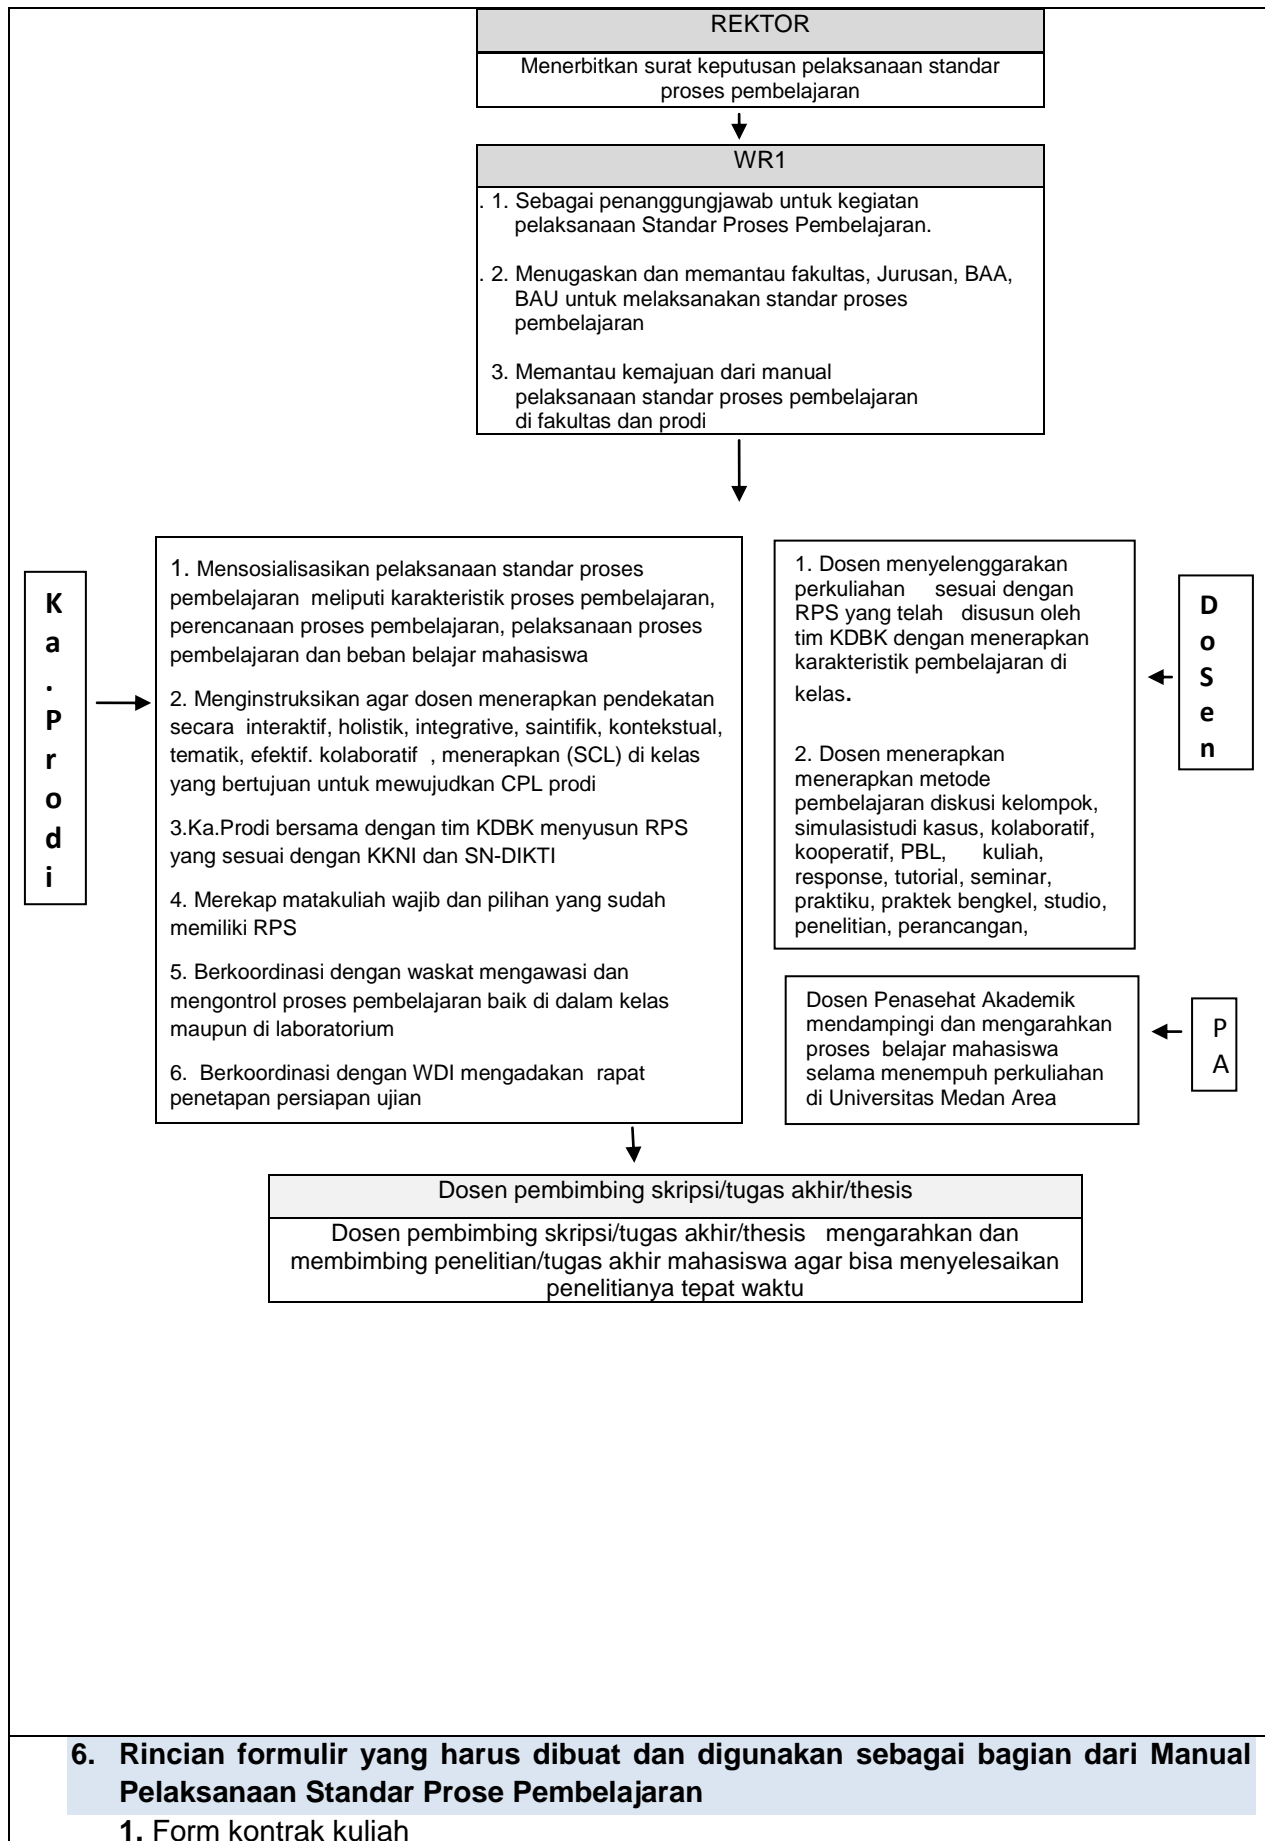 REKTOR
Menerbitkan surat keputusan pelaksanaan standar
proses pembelajaran
WR1
. 1. Sebagai penanggungjawab untuk kegiatan
pelaksanaan Standar Proses Pembelajaran.
. 2. Menugaskan dan memantau fakultas, Jurusan, BAA,
BAU untuk melaksanakan standar proses
pembelajaran
3. Memantau kemajuan dari manual
pelaksanaan standar proses pembelajaran
di fakultas dan prodi
K
a
.
P
r
o
d
i
1. Mensosialisasikan pelaksanaan standar proses
pembelajaran meliputi karakteristik proses pembelajaran,
perencanaan proses pembelajaran, pelaksanaan proses
pembelajaran dan beban belajar mahasiswa
2. Menginstruksikan agar dosen menerapkan pendekatan
secara interaktif, holistik, integrative, saintifik, kontekstual,
tematik, efektif. kolaboratif , menerapkan (SCL) di kelas
yang bertujuan untuk mewujudkan CPL prodi
3.Ka.Prodi bersama dengan tim KDBK menyusun RPS
yang sesuai dengan KKNI dan SN-DIKTI
4. Merekap matakuliah wajib dan pilihan yang sudah
memiliki RPS
5. Berkoordinasi dengan waskat mengawasi dan
mengontrol proses pembelajaran baik di dalam kelas
maupun di laboratorium
6. Berkoordinasi dengan WDI mengadakan rapat
penetapan persiapan ujian
1. Dosen menyelenggarakan
perkuliahan sesuai dengan
RPS yang telah disusun oleh
tim KDBK dengan menerapkan
karakteristik pembelajaran di
kelas.
2. Dosen menerapkan
menerapkan metode
pembelajaran diskusi kelompok,
simulasistudi kasus, kolaboratif,
kooperatif, PBL, kuliah,
response, tutorial, seminar,
praktiku, praktek bengkel, studio,
penelitian, perancangan,
D
o
S
e
n
Dosen Penasehat Akademik
mendampingi dan mengarahkan
proses belajar mahasiswa
selama menempuh perkuliahan
di Universitas Medan Area
P
A
Dosen pembimbing skripsi/tugas akhir/thesis
Dosen pembimbing skripsi/tugas akhir/thesis mengarahkan dan
membimbing penelitian/tugas akhir mahasiswa agar bisa menyelesaikan
penelitianya tepat waktu
6. Rincian formulir yang harus dibuat dan digunakan sebagai bagian dari Manual
Pelaksanaan Standar Prose Pembelajaran
1. Form kontrak kuliah